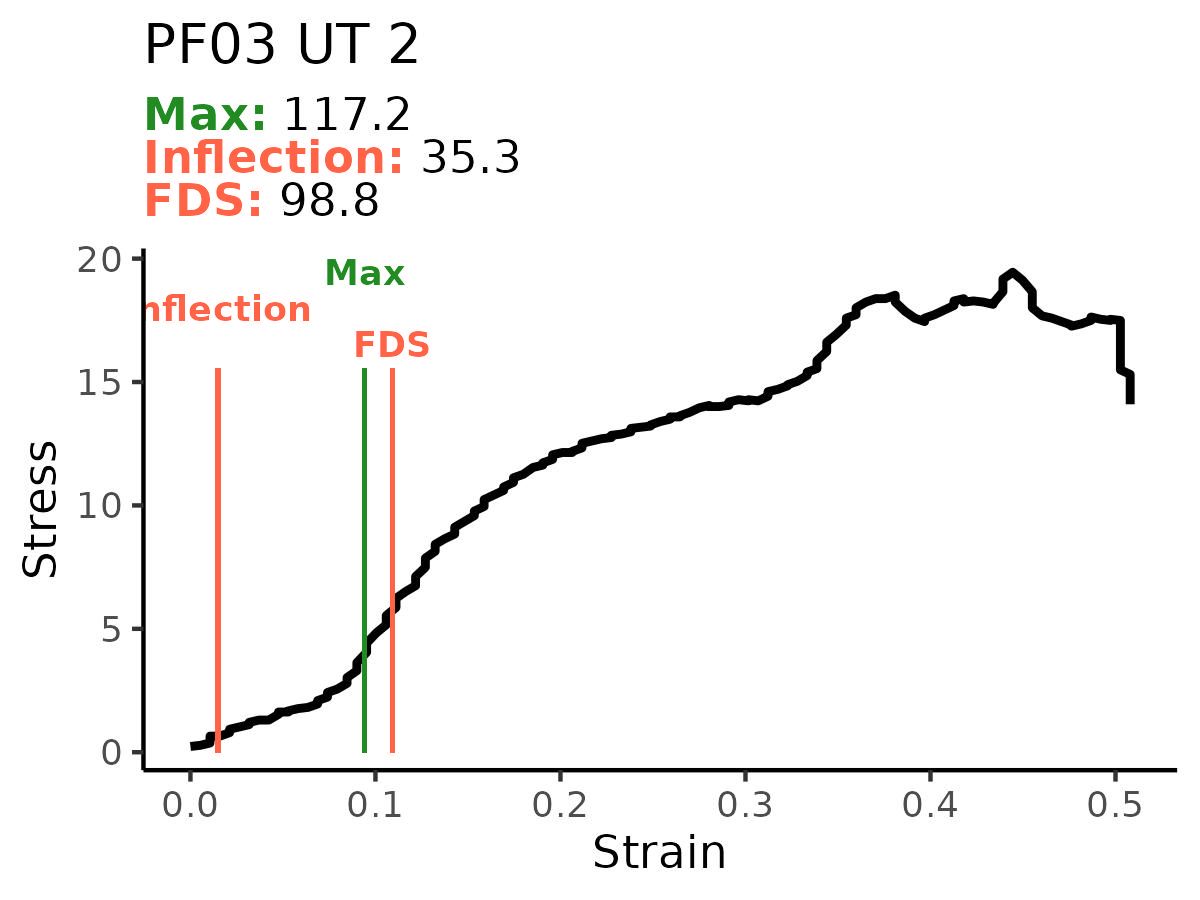 PF03 UT 2
Max: 117.2
Inflection: 35.3
FDS: 98.8
Max
nflection
FDS
20
15
10
5
0
Stress
0.0 0.1 0.2 0.3 0.4 0.5
Strain